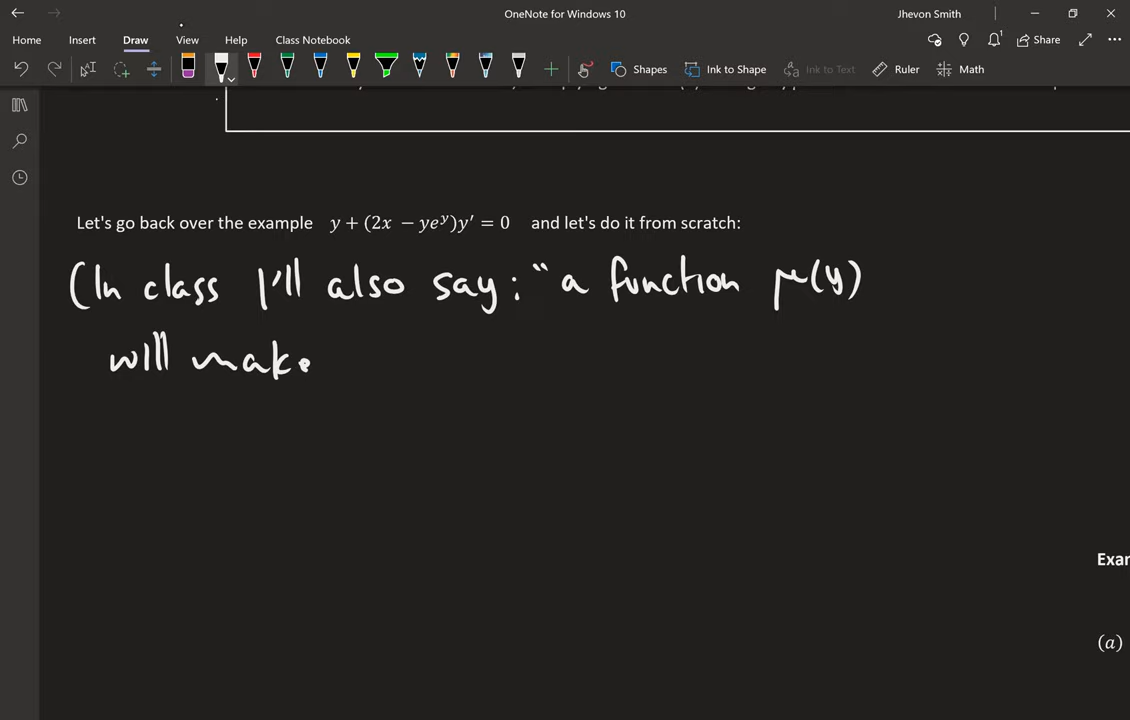 OneNote for Windows 10
Jhevon Smith
Home Insert Draw View Help Class Notebook
1 Share
Shapes Ink to Shape Ink to Text Ruler Math
Let's go back over the example y + (2x − ye^y)y′ = 0 and let's do it from scratch:
(In class I'll also say: "a function μ(y)
will make
Exar
(a)